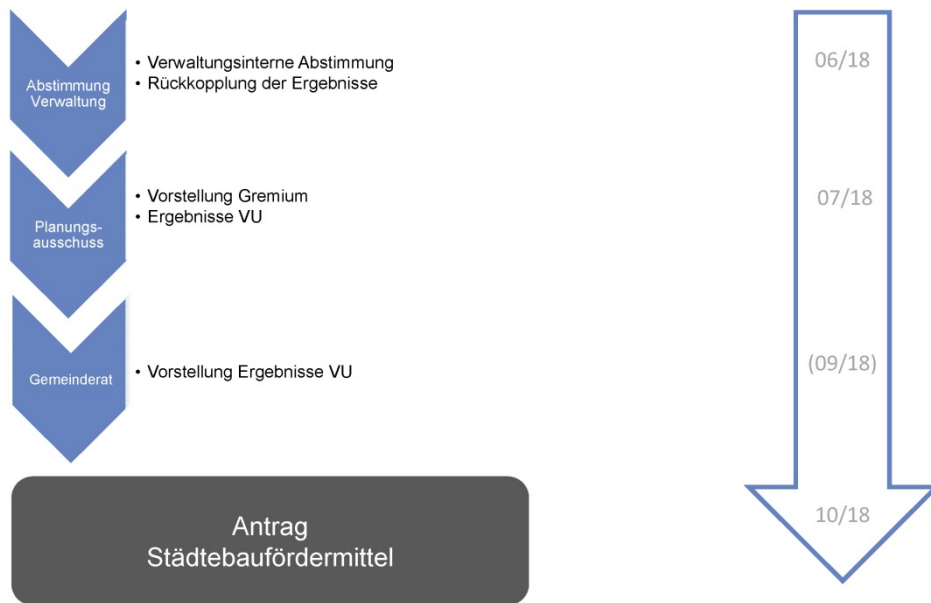 Abstimmung
Verwaltung
• Verwaltungsinterne Abstimmung
• Rückkopplung der Ergebnisse
06/18
Planungs-
ausschuss
• Vorstellung Gremium
• Ergebnisse VU
07/18
Gemeinderat
• Vorstellung Ergebnisse VU
(09/18)
Antrag
Städtebaufördermittel
10/18